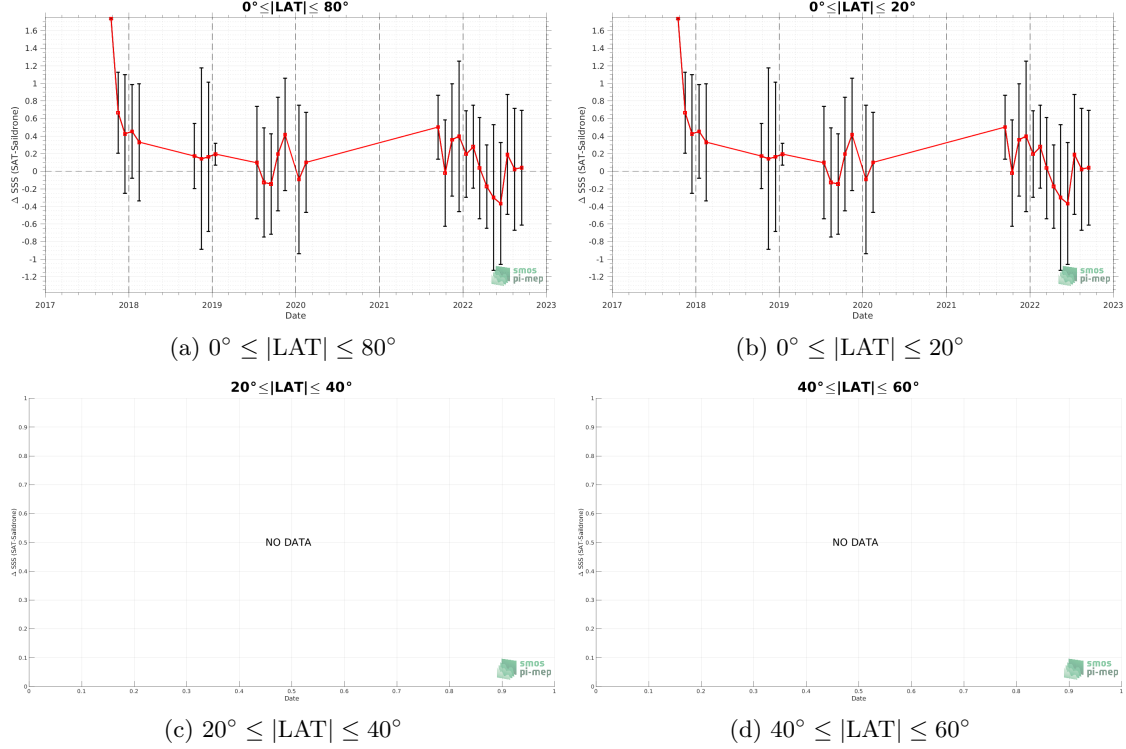 0°≤|LAT|≤ 80°
Δ SSS (SAT-Saildrone)
1.6
1.4
1.2
1
0.8
0.6
0.4
0.2
0
-0.2
-0.4
-0.6
-0.8
-1
-1.2
2017 2018 2019 2020 2021 2022 2023
Date
smos
pi-mep
(a) 0° ≤ |LAT| ≤ 80°
0°≤|LAT|≤ 20°
Δ SSS (SAT-Saildrone)
1.6
1.4
1.2
1
0.8
0.6
0.4
0.2
0
-0.2
-0.4
-0.6
-0.8
-1
-1.2
2017 2018 2019 2020 2021 2022 2023
Date
smos
pi-mep
(b) 0° ≤ |LAT| ≤ 20°
20°≤|LAT|≤ 40°
Δ SSS (SAT-Saildrone)
1
0.9
0.8
0.7
0.6
0.5
0.4
0.3
0.2
0.1
0
NO DATA
0 0.1 0.2 0.3 0.4 0.5 0.6 0.7 0.8 0.9 1
Date
smos
pi-mep
(c) 20° ≤ |LAT| ≤ 40°
40°≤|LAT|≤ 60°
Δ SSS (SAT-Saildrone)
1
0.9
0.8
0.7
0.6
0.5
0.4
0.3
0.2
0.1
0
NO DATA
0 0.1 0.2 0.3 0.4 0.5 0.6 0.7 0.8 0.9 1
Date
smos
pi-mep
(d) 40° ≤ |LAT| ≤ 60°